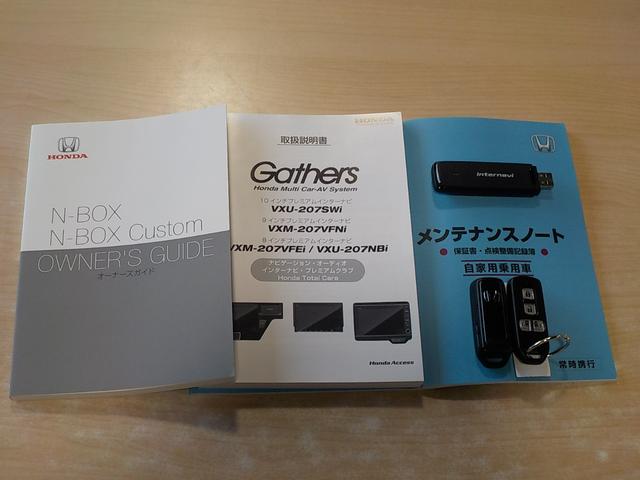 HONDA
N-BOX
N-BOX Custom
OWNER'S GUIDE
オーナーズガイド
HONDA
取扱説明書
Gathers
Honda Multi Car-AV System
10インチプレミアムインターナビ
VXU-207SWi
9インチプレミアムインターナビ
VXM-207VFNi
8インチプレミアムインターナビ
VXM-207VFEi / VXU-207NBi
ナビゲーション・オーディオ
インターナビ・プレミアムクラブ
Honda Total Care
Honda Access
internavi
メンテナンスノート
保証書・点検整備記録簿
自家用乗用車
常時携行